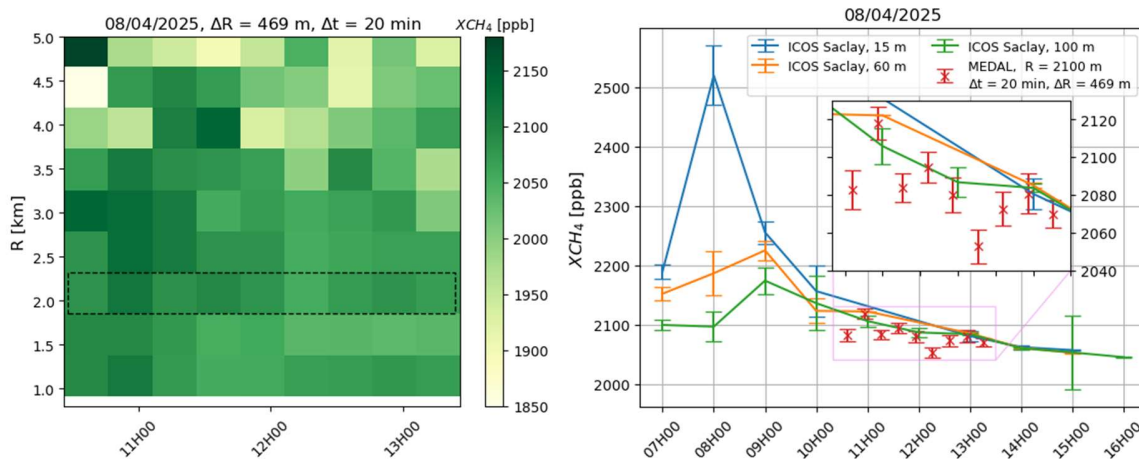 08/04/2025, ΔR = 469 m, Δt = 20 min
XCH4 [ppb]
R [km]
5.0
4.5
4.0
3.5
3.0
2.5
2.0
1.5
1.0
11H00
12H00
13H00
2150
2100
2050
2000
1950
1900
1850
08/04/2025
XCH4 [ppb]
2500
2400
2300
2200
2100
2000
ICOS Saclay, 15 m
ICOS Saclay, 60 m
ICOS Saclay, 100 m
MEDAL, R = 2100 m
Δt = 20 min, ΔR = 469 m
2120
2100
2080
2060
2040
07H00
08H00
09H00
10H00
11H00
12H00
13H00
14H00
15H00
16H00